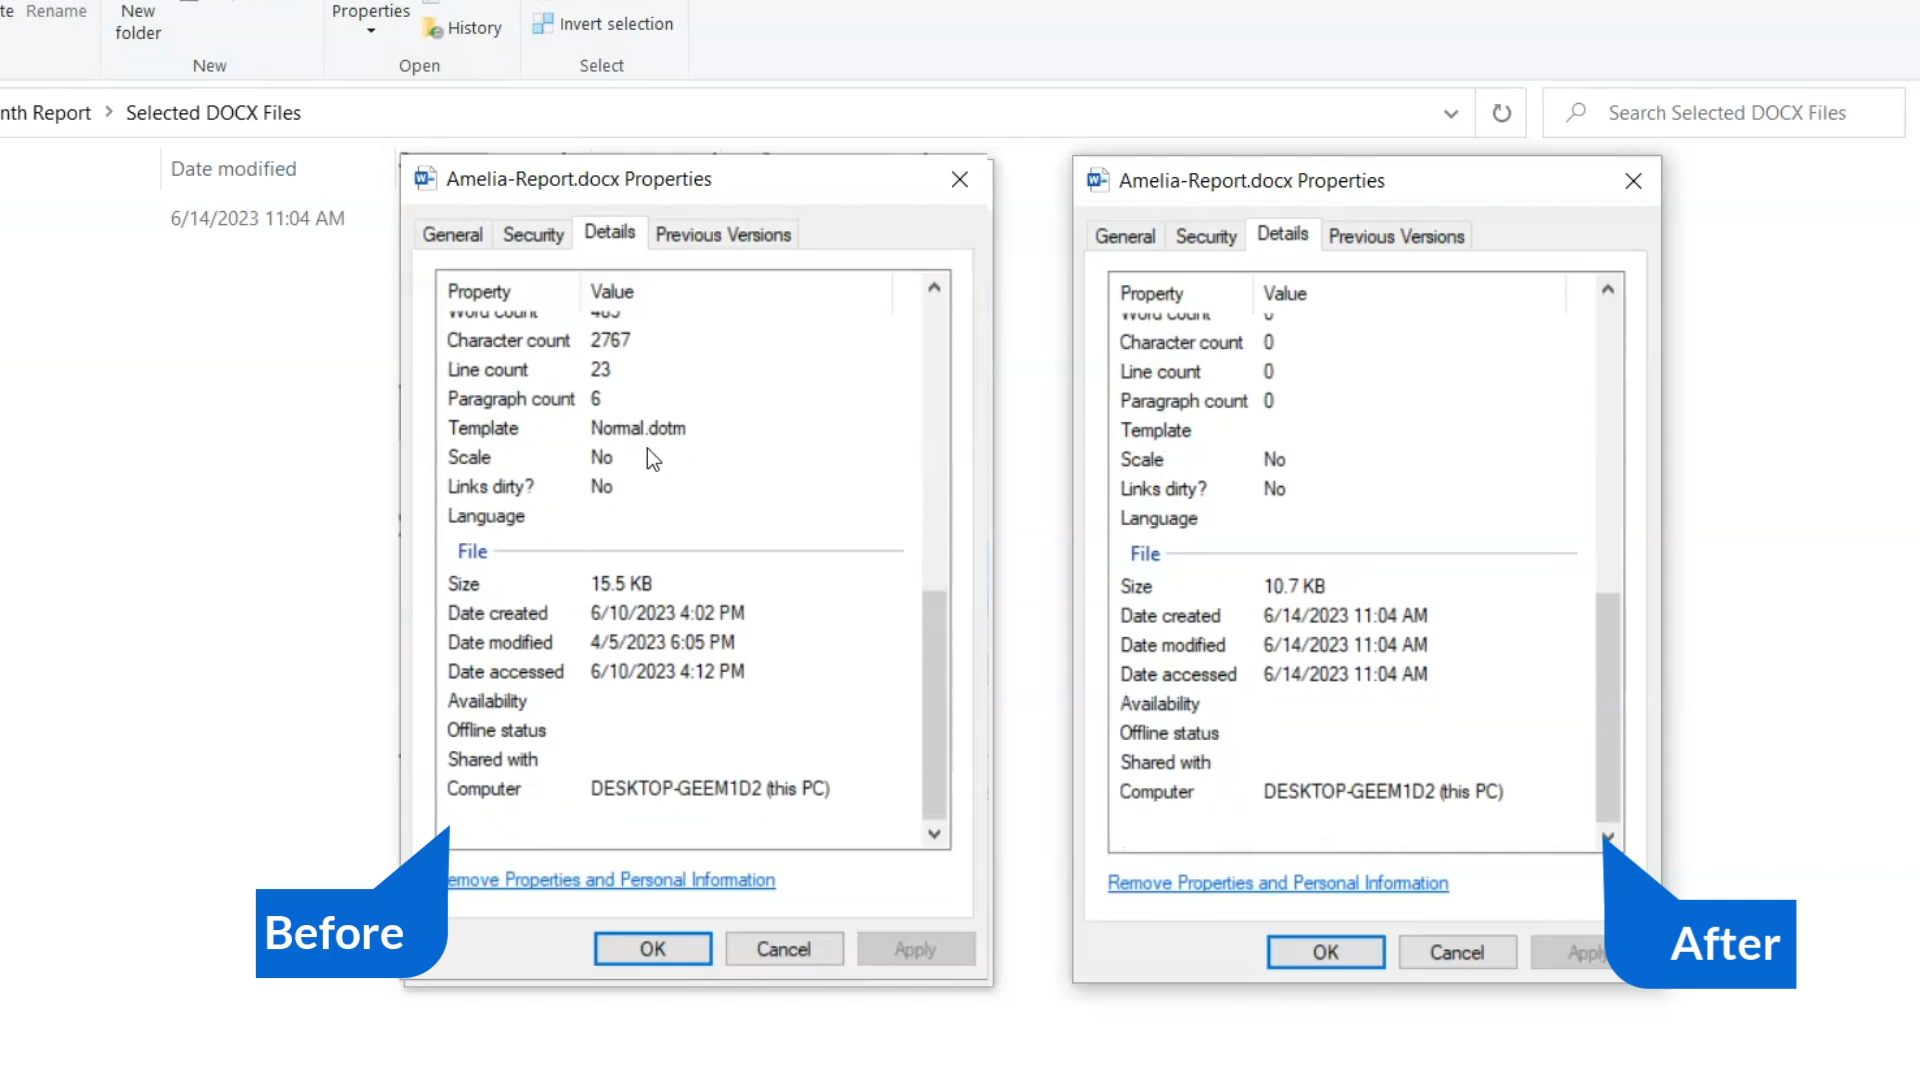 te Rename
New
folder
New
Properties
History
Open
Invert selection
Select
nth Report > Selected DOCX Files
Search Selected DOCX Files
Date modified
6/14/2023 11:04 AM
Amelia-Report.docx Properties
General Security Details Previous Versions
Property Value
Word count 485
Character count 2767
Line count 23
Paragraph count 6
Template Normal.dotm
Scale No
Links dirty? No
Language
File
Size 15.5 KB
Date created 6/10/2023 4:02 PM
Date modified 4/5/2023 6:05 PM
Date accessed 6/10/2023 4:12 PM
Availability
Offline status
Shared with
Computer DESKTOP-GEEM1D2 (this PC)
emove Properties and Personal Information
OK Cancel Apply
Before
Amelia-Report.docx Properties
General Security Details Previous Versions
Property Value
Word count 0
Character count 0
Line count 0
Paragraph count 0
Template
Scale No
Links dirty? No
Language
File
Size 10.7 KB
Date created 6/14/2023 11:04 AM
Date modified 6/14/2023 11:04 AM
Date accessed 6/14/2023 11:04 AM
Availability
Offline status
Shared with
Computer DESKTOP-GEEM1D2 (this PC)
Remove Properties and Personal Information
OK Cancel Apply
After